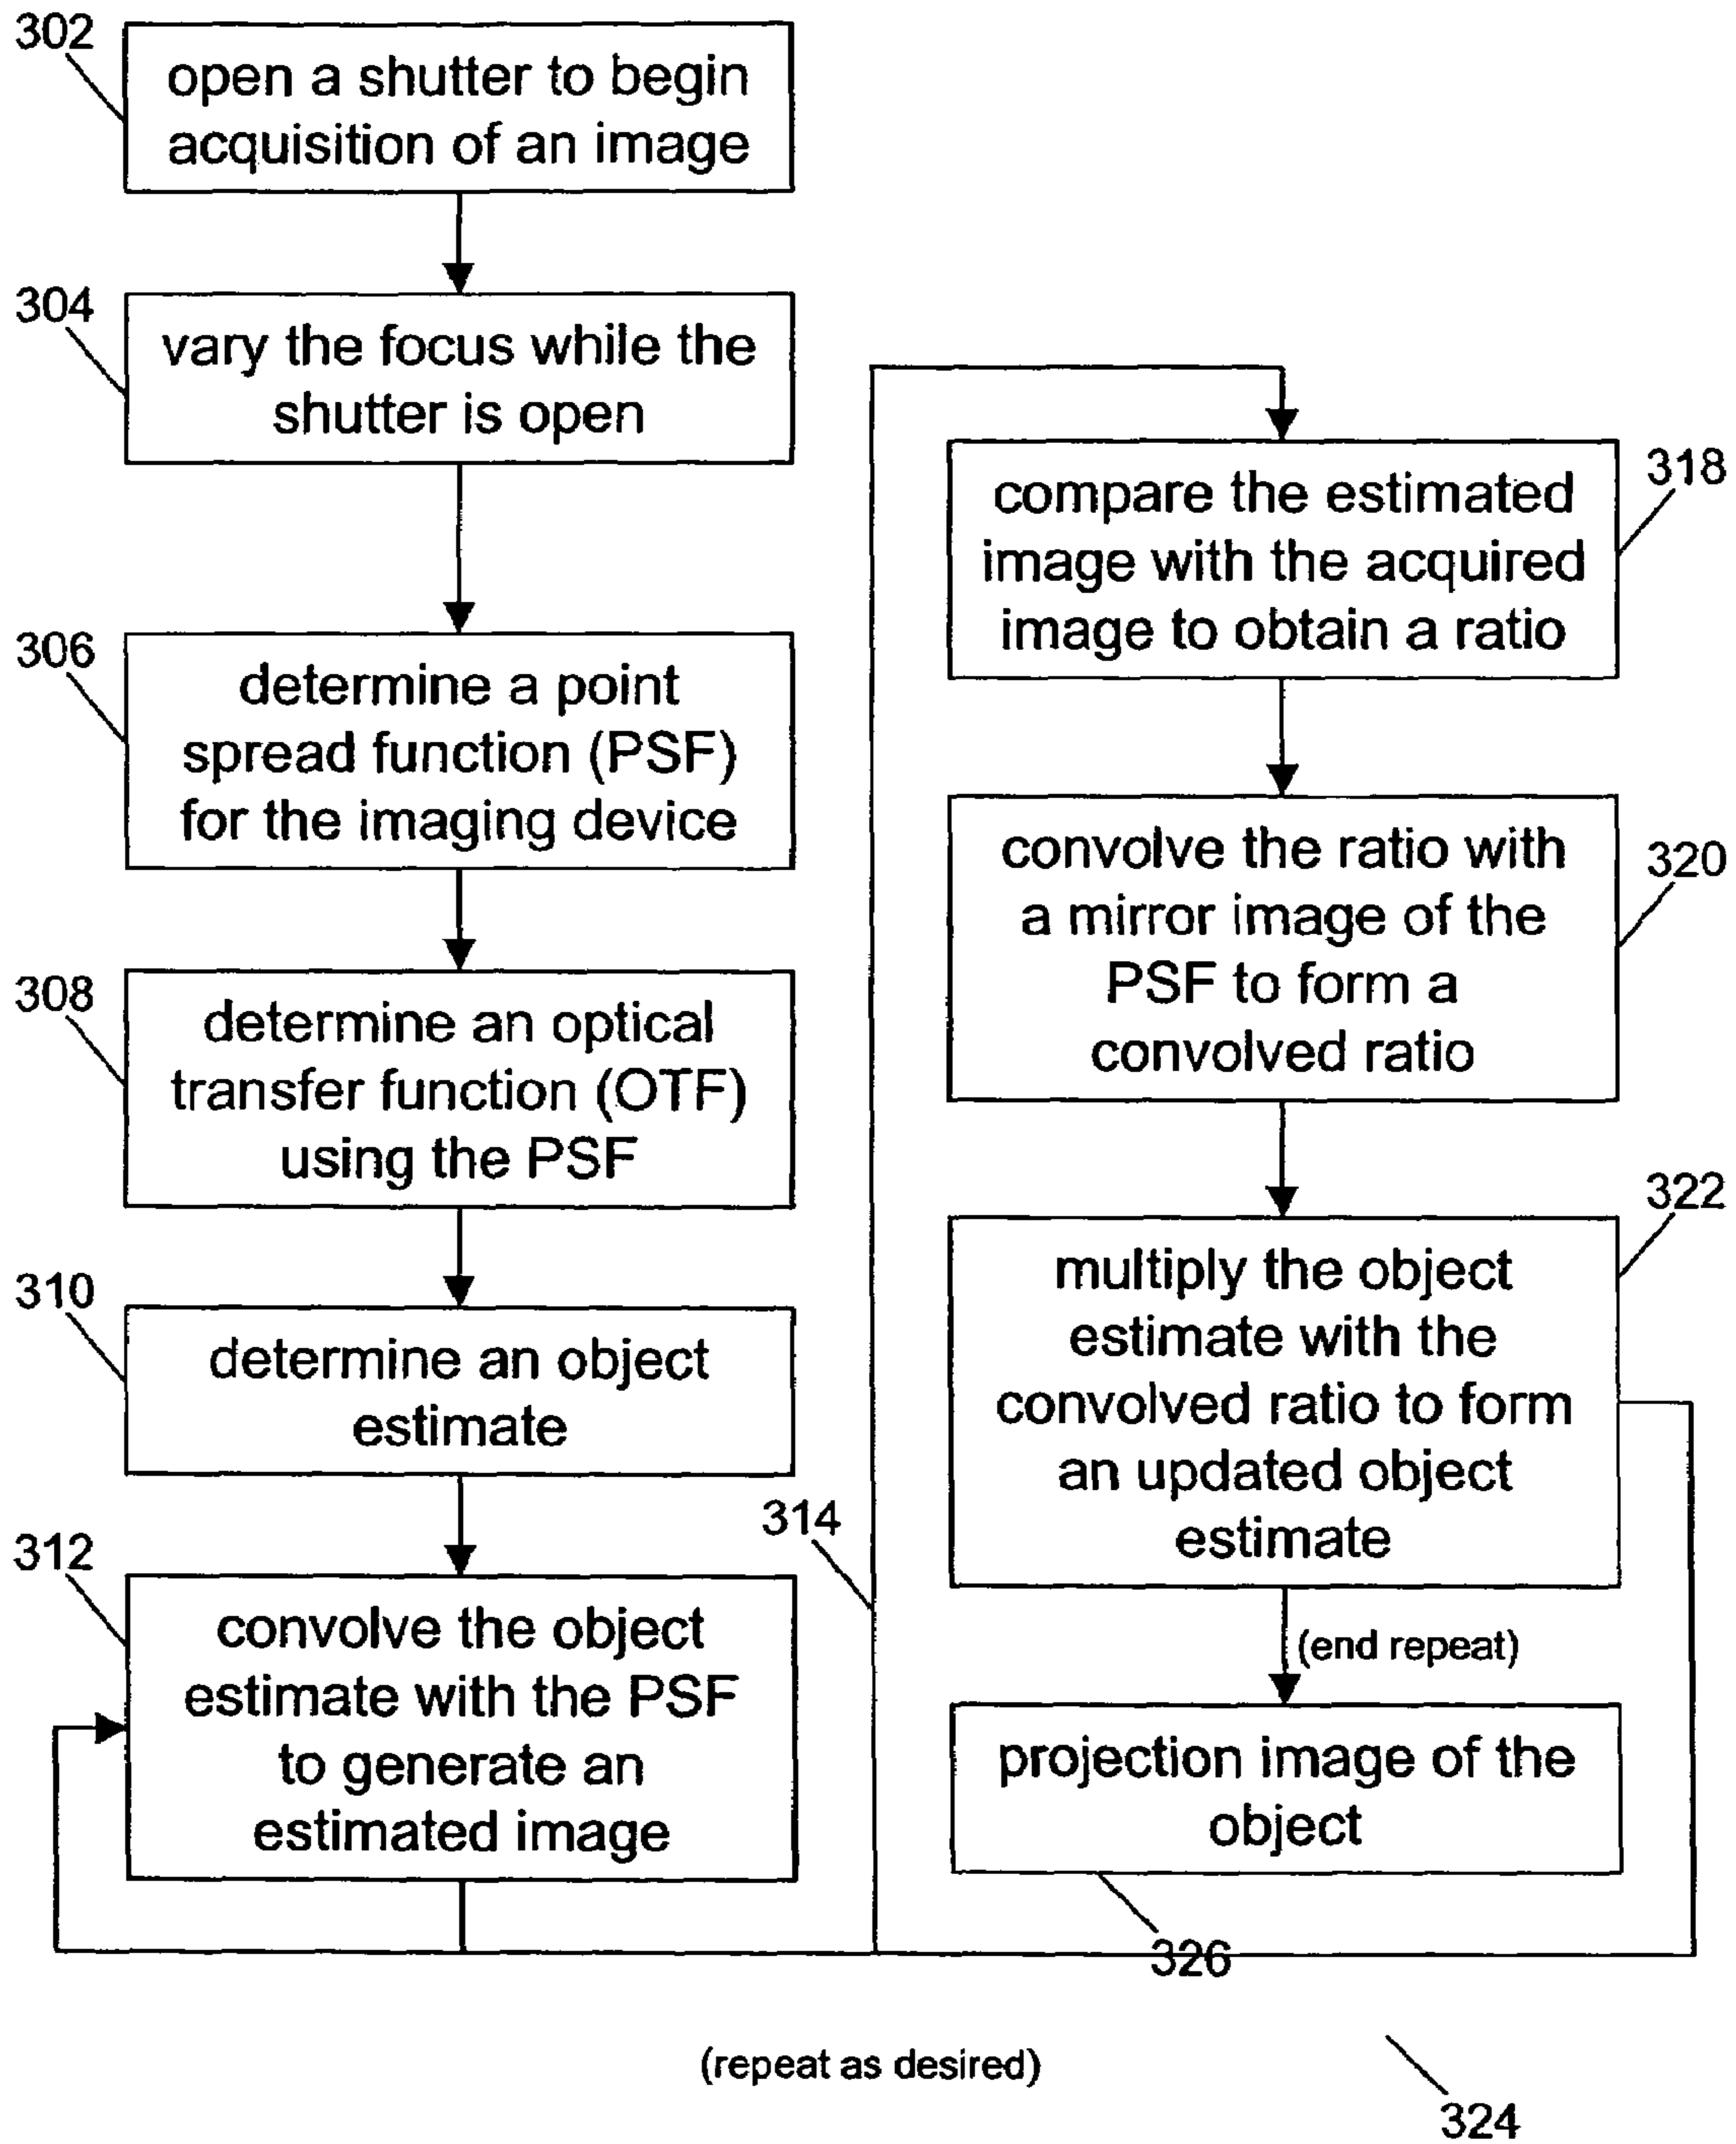 302
open a shutter to begin
acquisition of an image
304
vary the focus while the
shutter is open
306
determine a point
spread function (PSF)
for the imaging device
308
determine an optical
transfer function (OTF)
using the PSF
310
determine an object
estimate
312
convolve the object
estimate with the PSF
to generate an
estimated image
314
318
compare the estimated
image with the acquired
image to obtain a ratio
320
convolve the ratio with
a mirror image of the
PSF to form a
convolved ratio
322
multiply the object
estimate with the
convolved ratio to form
an updated object
estimate
(end repeat)
projection image of the
object
326
(repeat as desired)
324